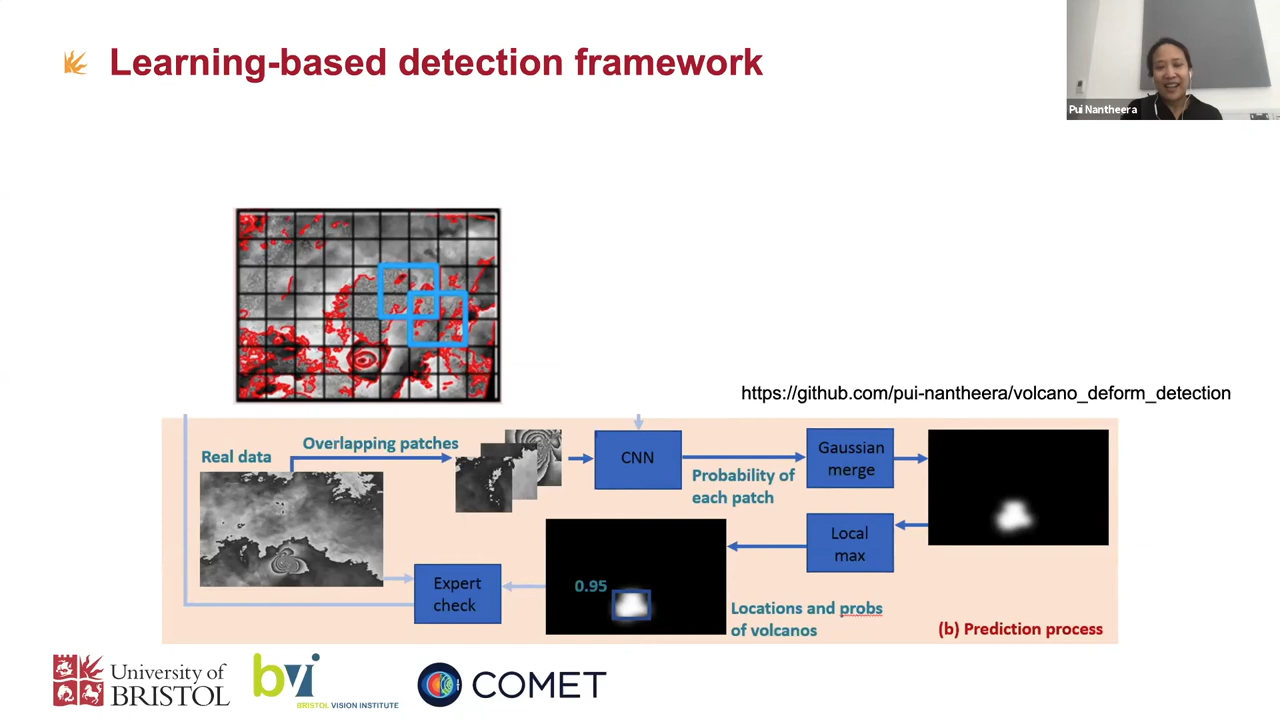 Learning-based detection framework
Pui Nantheera
https://github.com/pui-nantheera/volcano_deform_detection
Real data
Overlapping patches
CNN
Probability of
each patch
Gaussian
merge
Local
max
0.95
Expert
check
Locations and probs
of volcanos
(b) Prediction process
University of
BRISTOL
bvi
BRISTOL VISION INSTITUTE
COMET